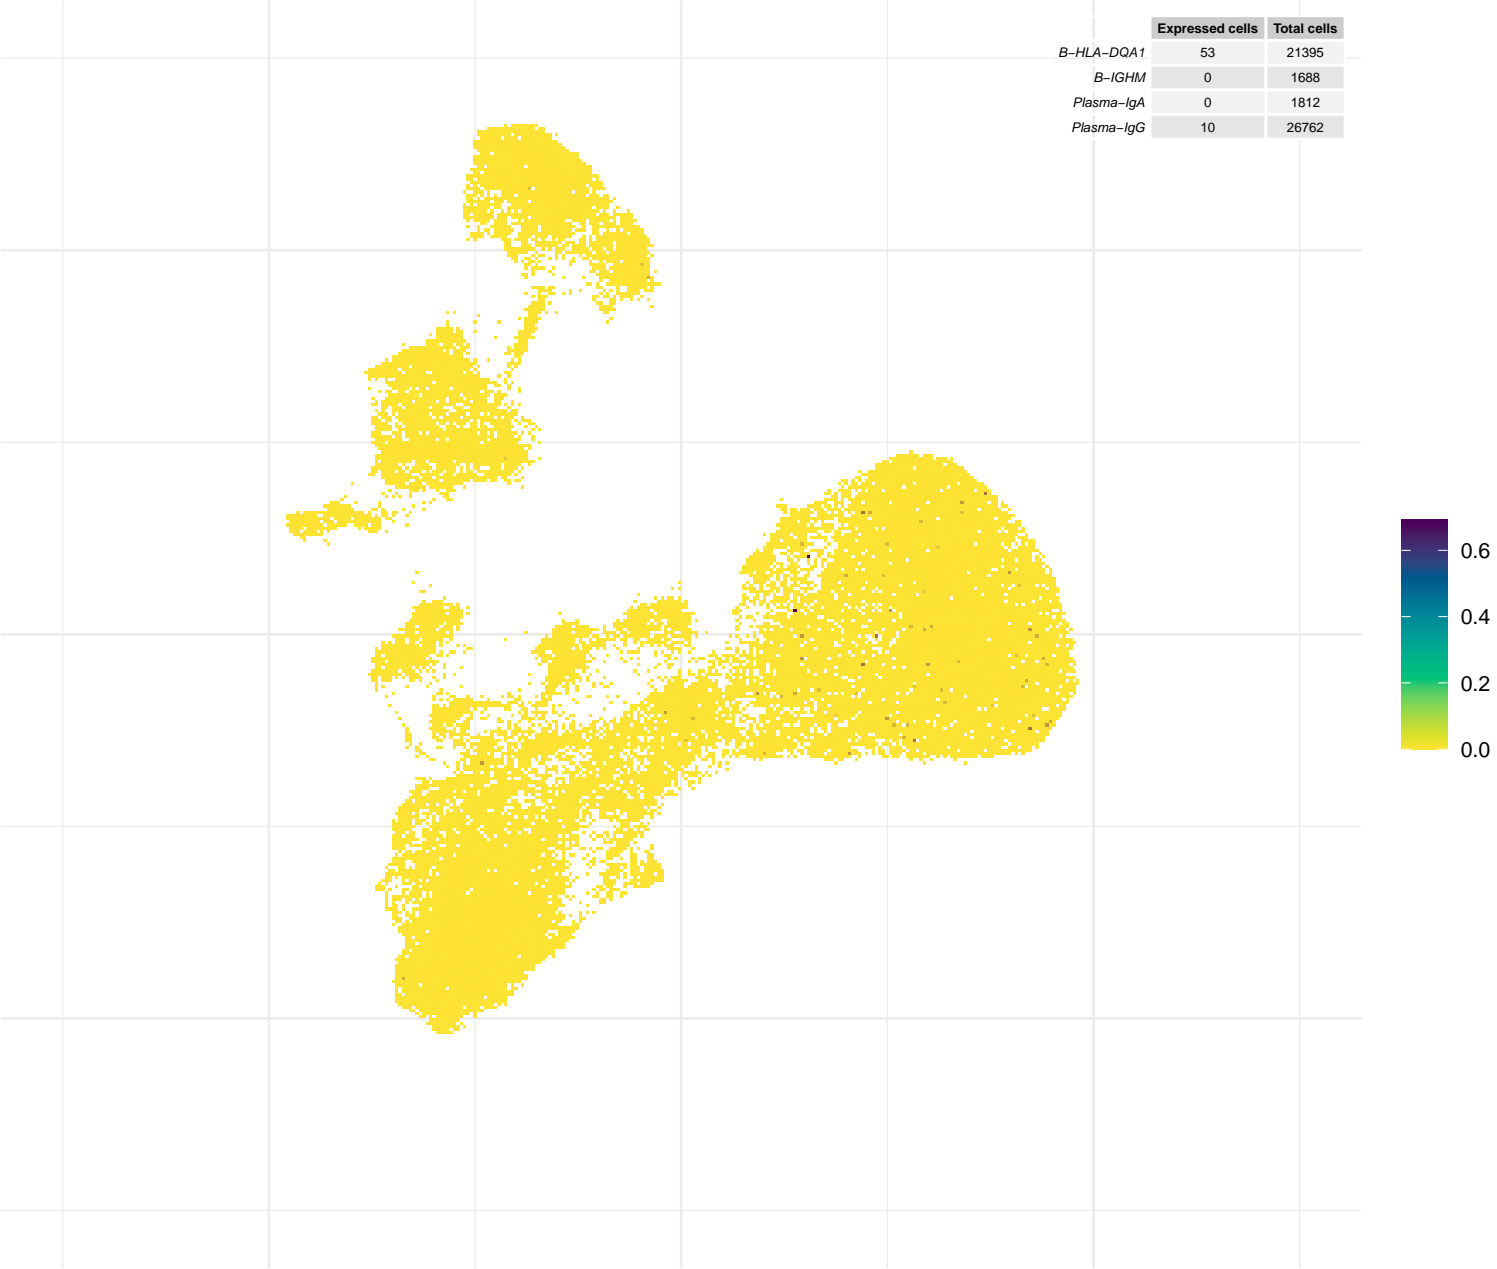 Expressed cells Total cells
B−HLA−DQA1 53 21395
B−IGHM 0 1688
Plasma−IgA 0 1812
Plasma−IgG 10 26762
0.6
0.4
0.2
0.0